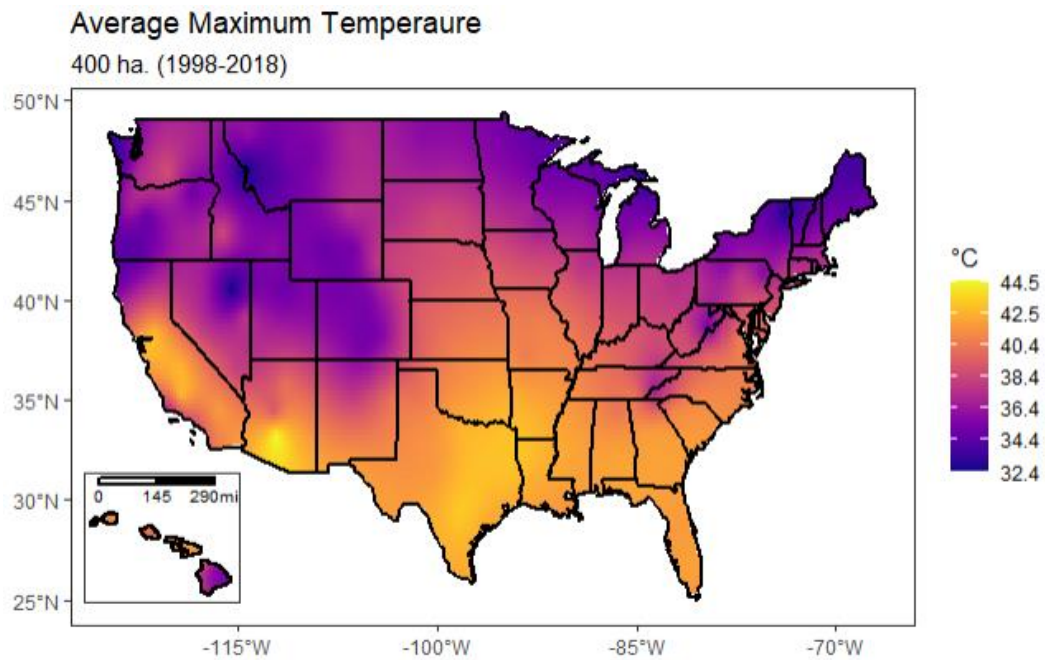 Average Maximum Temperaure
400 ha. (1998-2018)
50°N
45°N
40°N
35°N
30°N
25°N
°C
44.5
42.5
40.4
38.4
36.4
34.4
32.4
0 145 290mi
-115°W -100°W -85°W -70°W